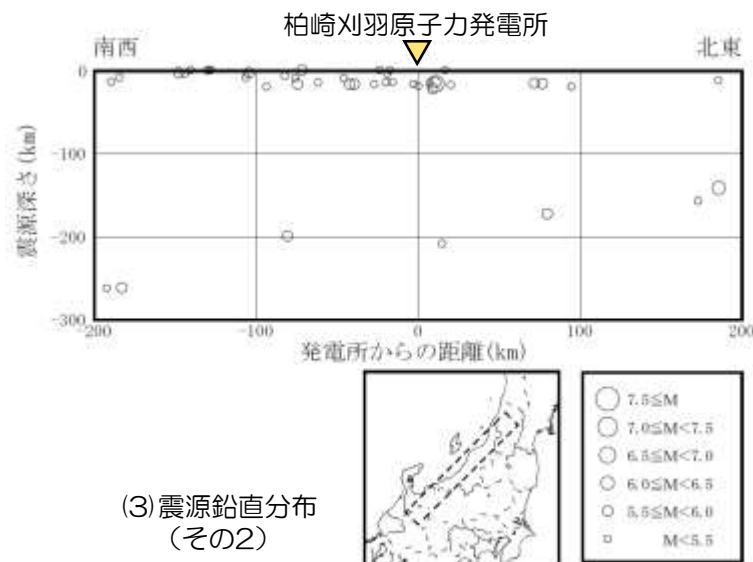 柏崎刈羽原子力発電所
南西
北東
0
-100
-200
-300
震源深さ(km)
-200
-100
0
100
200
発電所からの距離(km)
(3)震源鉛直分布
（その2）
7.5≦M
7.0≦M<7.5
6.5≦M<7.0
6.0≦M<6.5
5.5≦M<6.0
M<5.5